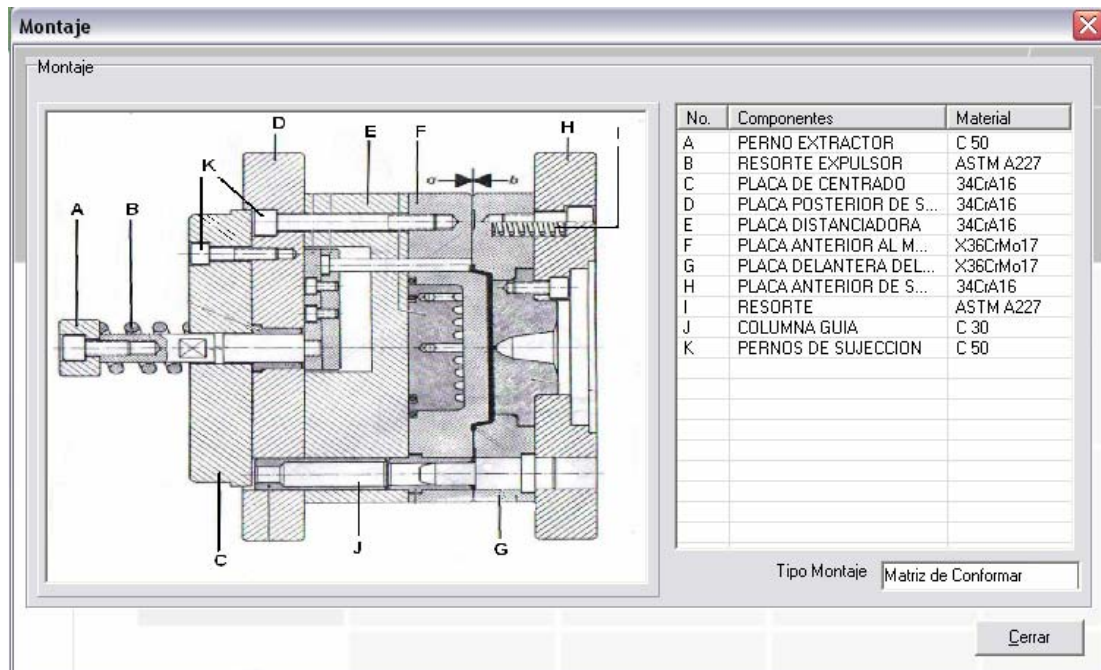 Montaje
Montaje
D
E
F
H
I
K
a
b
A
B
C
J
G
No. Componentes Material
A PERNO EXTRACTOR C 50
B RESORTE EXPULSOR ASTM A227
C PLACA DE CENTRADO 34CrA16
D PLACA POSTERIOR DE S... 34CrA16
E PLACA DISTANCIADORA 34CrA16
F PLACA ANTERIOR AL M... X36CrMo17
G PLACA DELANTERA DEL... X36CrMo17
H PLACA ANTERIOR DE S... 34CrA16
I RESORTE ASTM A227
J COLUMNA GUIA C 30
K PERNOS DE SUJECCION C 50
Tipo Montaje Matriz de Conformar
Cerrar